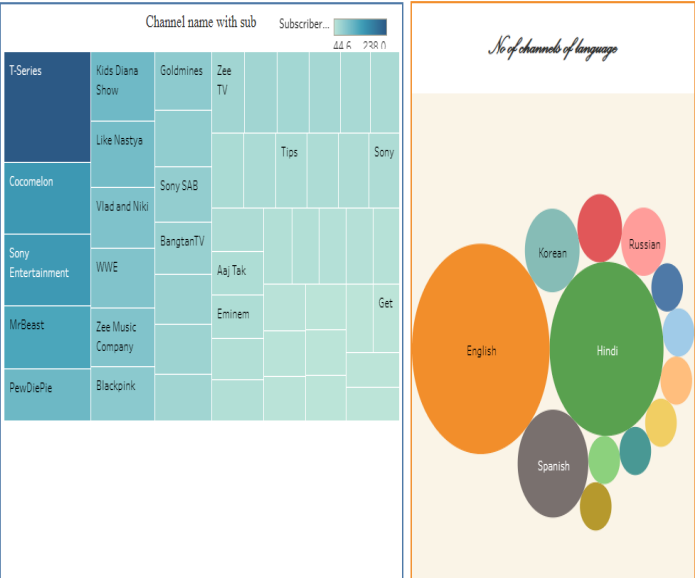 Channel name with sub
Subscriber...
44.6 238.0
T-Series
Cocomelon
Sony
Entertainment
MrBeast
PewDiePie
Kids Diana
Show
Like Nastya
Vlad and Niki
WWE
Zee Music
Company
Blackpink
Goldmines
Sony SAB
BangtanTV
Zee
TV
Tips
Sony
Aaj Tak
Eminem
Get
No of channels of language
English
Korean
Russian
Hindi
Spanish